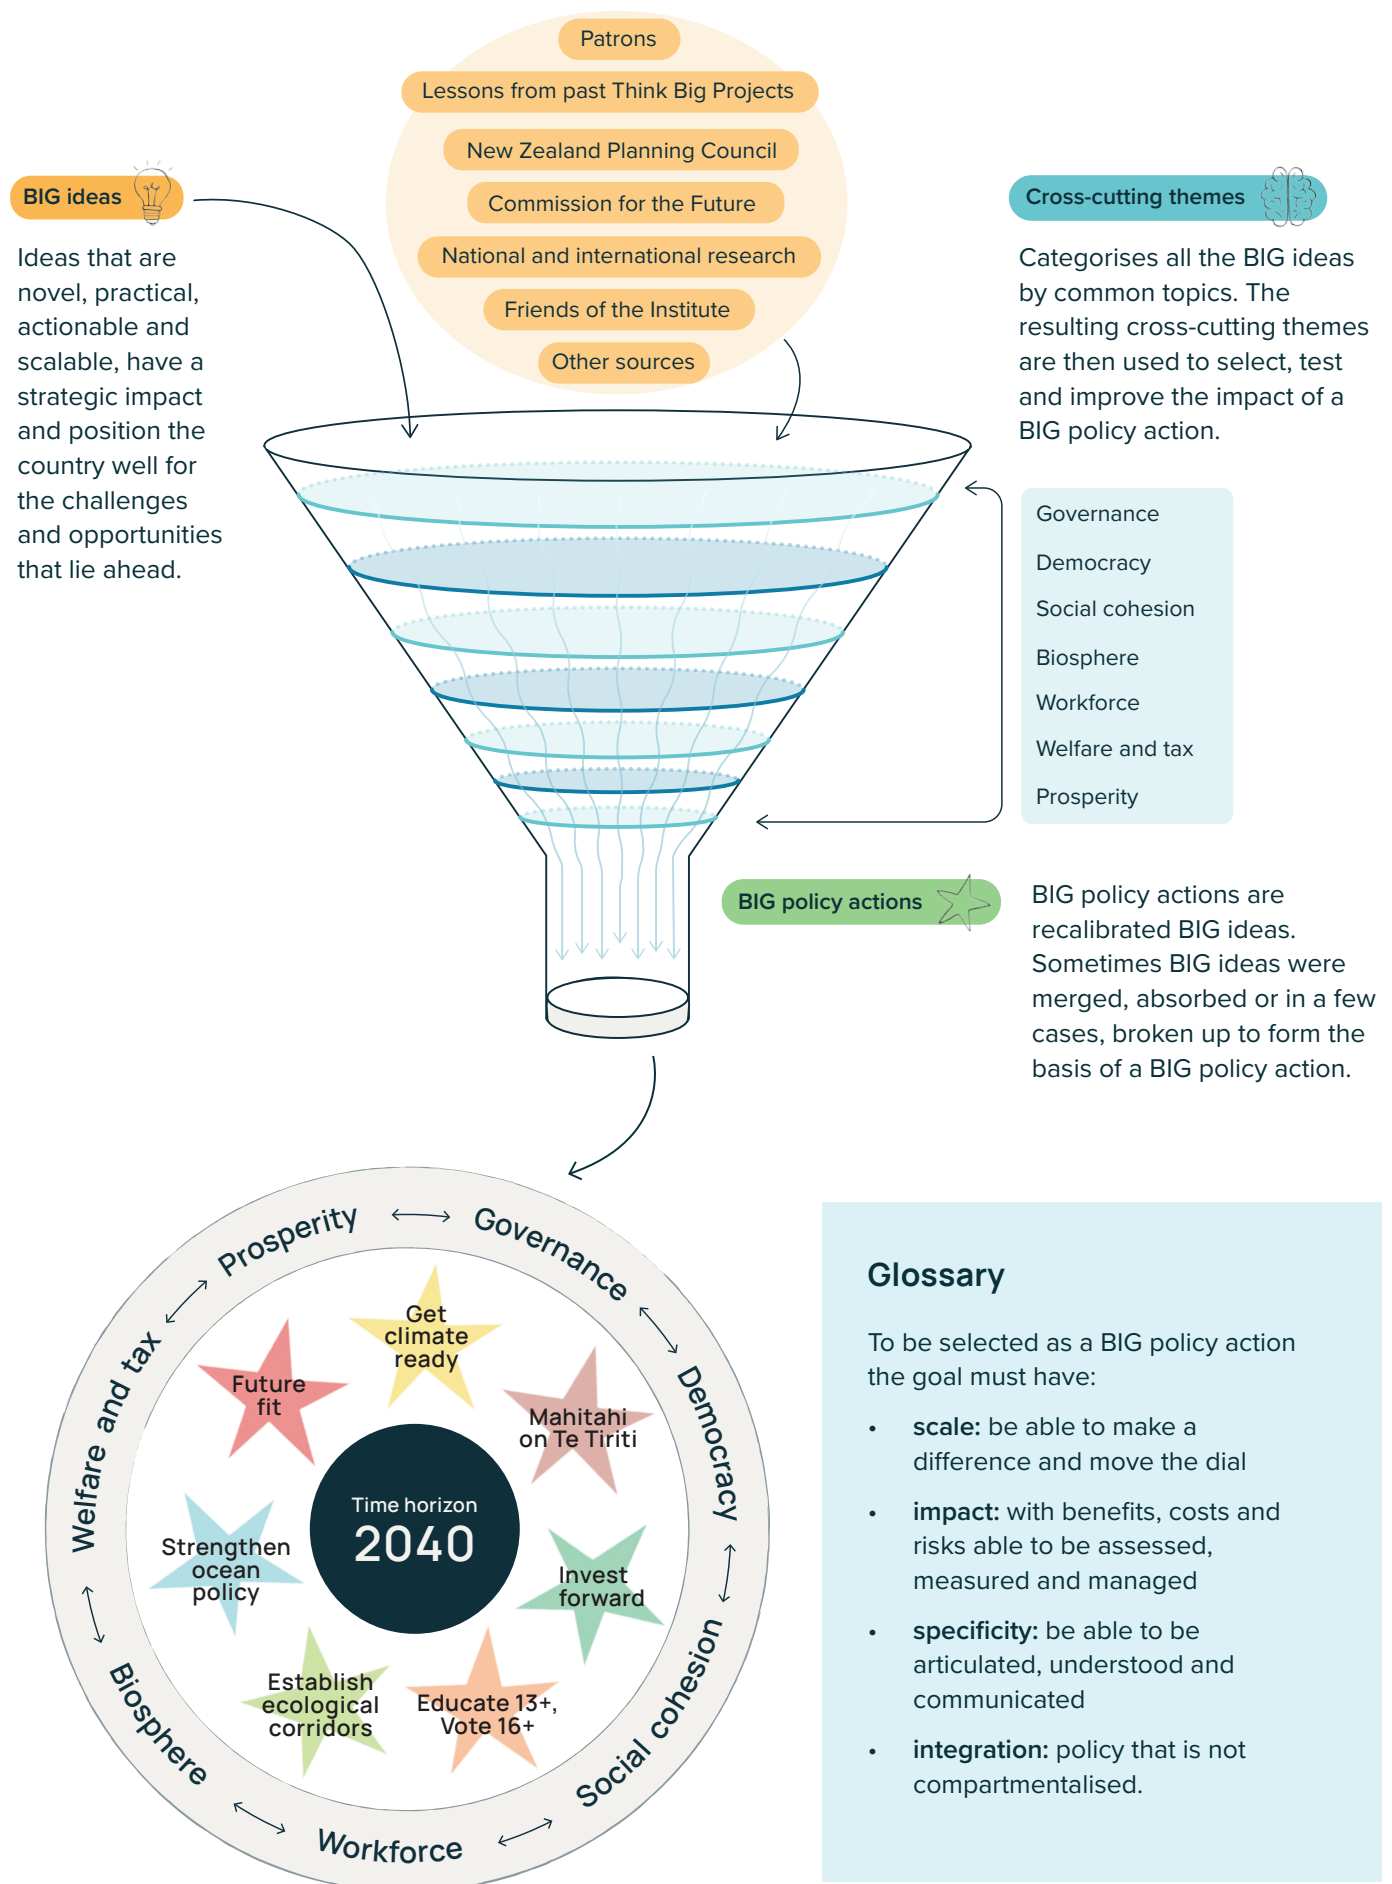 Patrons
Lessons from past Think Big Projects
New Zealand Planning Council
Commission for the Future
National and international research
Friends of the Institute
Other sources
BIG ideas
Ideas that are
novel, practical,
actionable and
scalable, have a
strategic impact
and position the
country well for
the challenges
and opportunities
that lie ahead.
Cross-cutting themes
Categorises all the BIG ideas
by common topics. The
resulting cross-cutting themes
are then used to select, test
and improve the impact of a
BIG policy action.
Governance
Democracy
Social cohesion
Biosphere
Workforce
Welfare and tax
Prosperity
BIG policy actions
BIG policy actions are
recalibrated BIG ideas.
Sometimes BIG ideas were
merged, absorbed or in a few
cases, broken up to form the
basis of a BIG policy action.
Prosperity
Governance
Democracy
Social cohesion
Workforce
Biosphere
Welfare and tax
Get
climate
ready
Mahitahi
on Te Tiriti
Invest
forward
Educate 13+,
Vote 16+
Establish
ecological
corridors
Strengthen
ocean
policy
Future
fit
Time horizon
2040
Glossary
To be selected as a BIG policy action
the goal must have:
• scale: be able to make a
difference and move the dial
• impact: with benefits, costs and
risks able to be assessed,
measured and managed
• specificity: be able to be
articulated, understood and
communicated
• integration: policy that is not
compartmentalised.